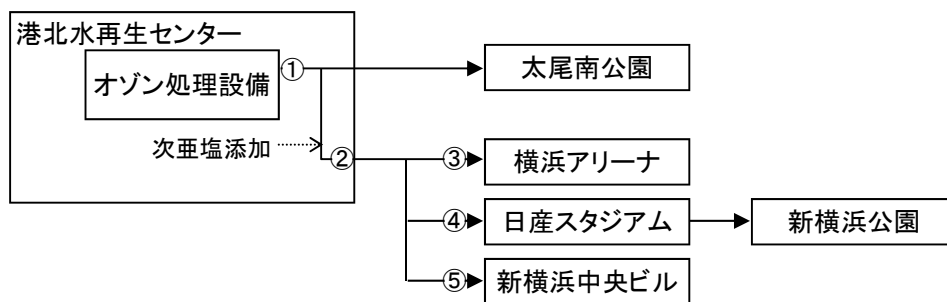 港北水再生センター
オゾン処理設備
①
太尾南公園
次亜塩添加
②
③
横浜アリーナ
④
日産スタジアム
新横浜公園
⑤
新横浜中央ビル